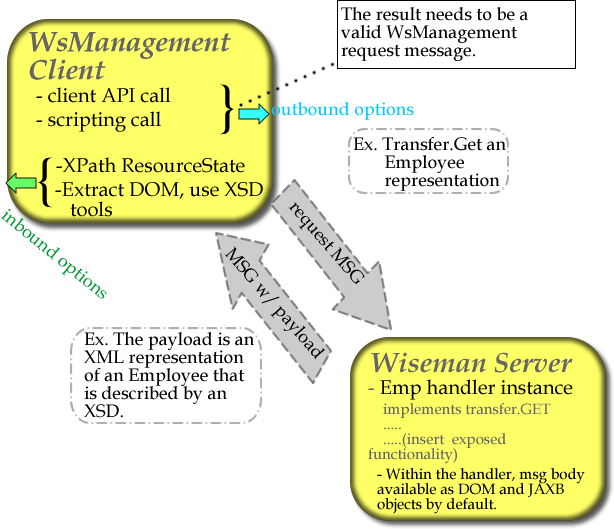 WsManagement
Client
- client API call
- scripting call
-XPath ResourceState
-Extract DOM, use XSD
tools
The result needs to be a
valid WsManagement
request message.
outbound options
inbound options
Ex. Transfer.Get an
Employee
representation
request MSG
MSG w/ payload
Ex. The payload is an
XML representation
of an Employee that
is described by an
XSD.
Wiseman Server
- Emp handler instance
implements transfer.GET
.....
.....(insert exposed
functionality)
- Within the handler, msg body
available as DOM and JAXB
objects by default.